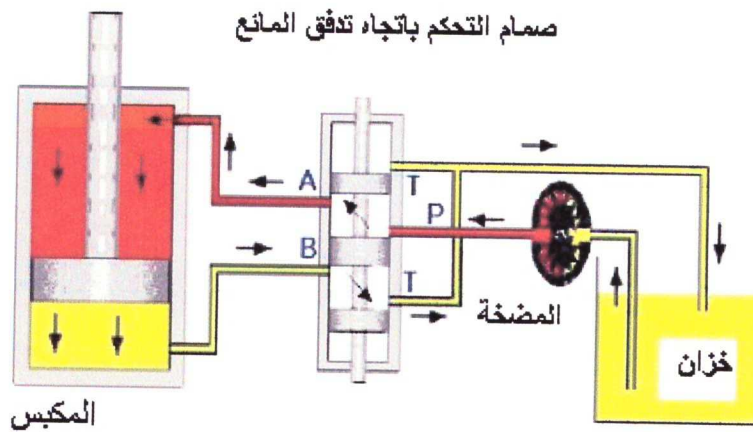 صمام التحكم باتجاه تدفق المائع
A
T
P
B
T
المضخة
خزان
المكبس